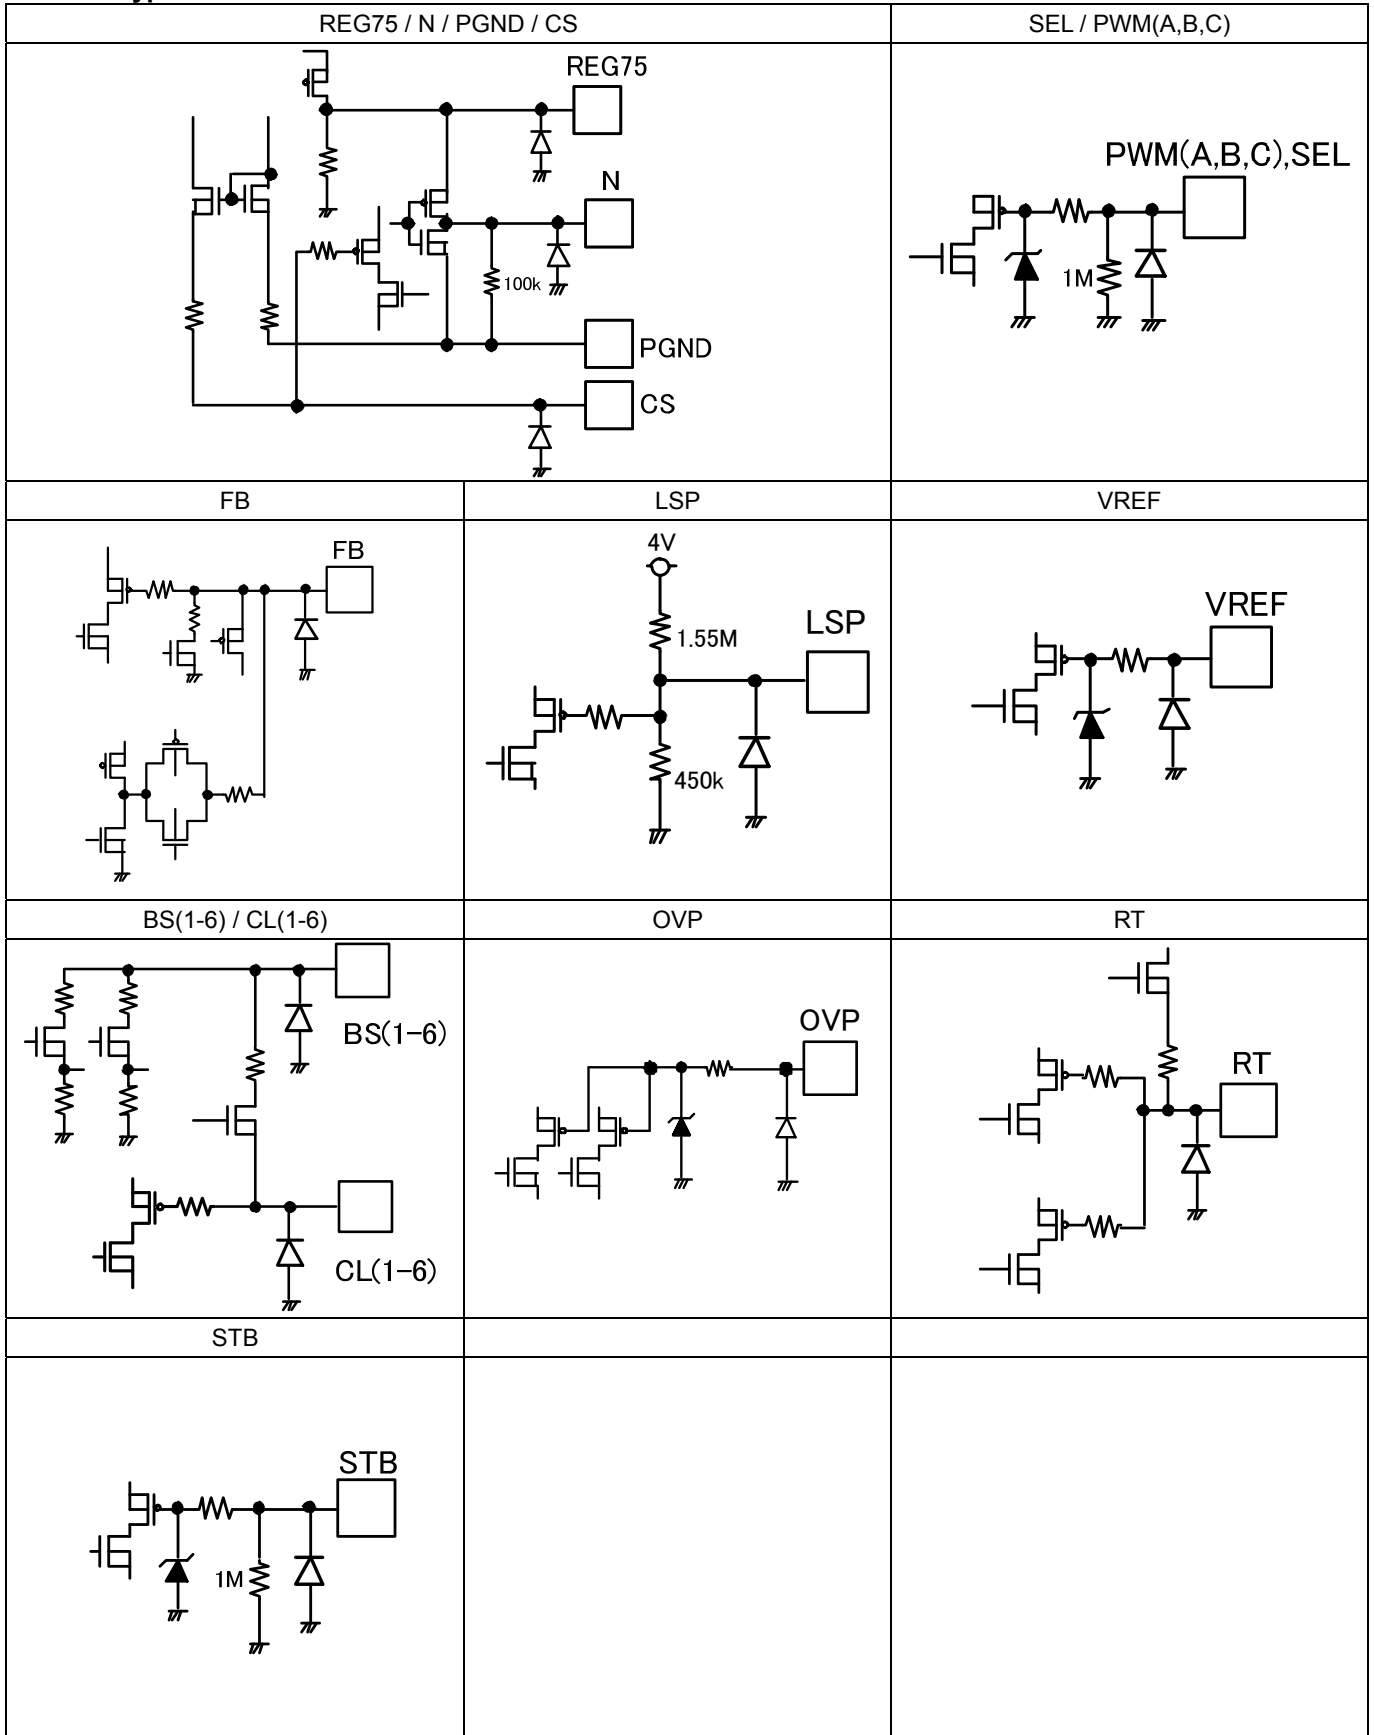 REG75 / N / PGND / CS
SEL / PWM(A,B,C)
REG75
N
100k
PGND
CS
PWM(A,B,C),SEL
1M
FB
LSP
VREF
FB
4V
1.55M
LSP
450k
VREF
BS(1-6) / CL(1-6)
OVP
RT
BS(1-6)
CL(1-6)
OVP
RT
STB
STB
1M